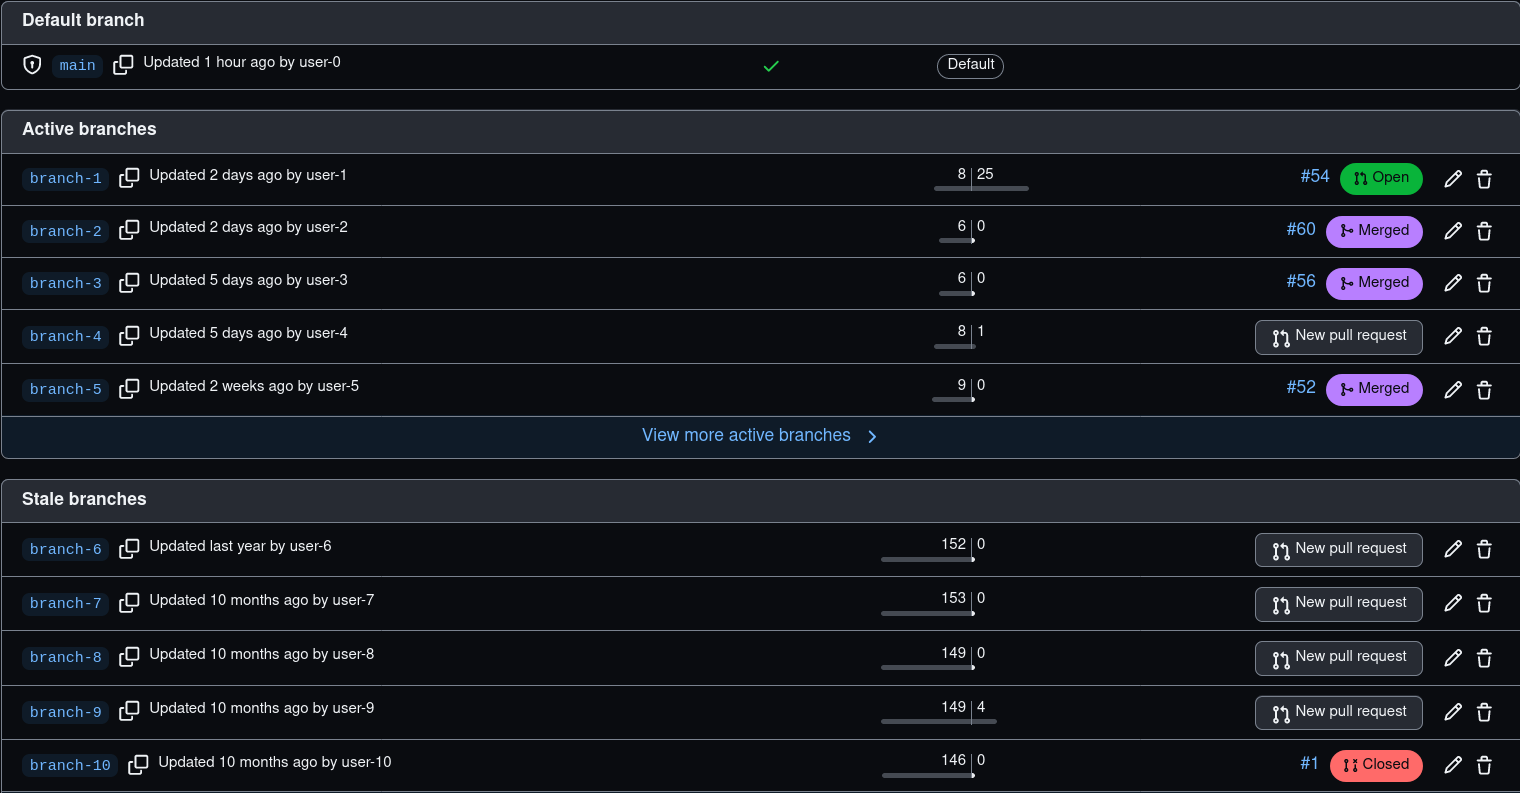 Default branch
main Updated 1 hour ago by user-0 Default
Active branches
branch-1 Updated 2 days ago by user-1 8 25 #54 Open
branch-2 Updated 2 days ago by user-2 6 0 #60 Merged
branch-3 Updated 5 days ago by user-3 6 0 #56 Merged
branch-4 Updated 5 days ago by user-4 8 1 New pull request
branch-5 Updated 2 weeks ago by user-5 9 0 #52 Merged
View more active branches
Stale branches
branch-6 Updated last year by user-6 152 0 New pull request
branch-7 Updated 10 months ago by user-7 153 0 New pull request
branch-8 Updated 10 months ago by user-8 149 0 New pull request
branch-9 Updated 10 months ago by user-9 149 4 New pull request
branch-10 Updated 10 months ago by user-10 146 0 #1 Closed